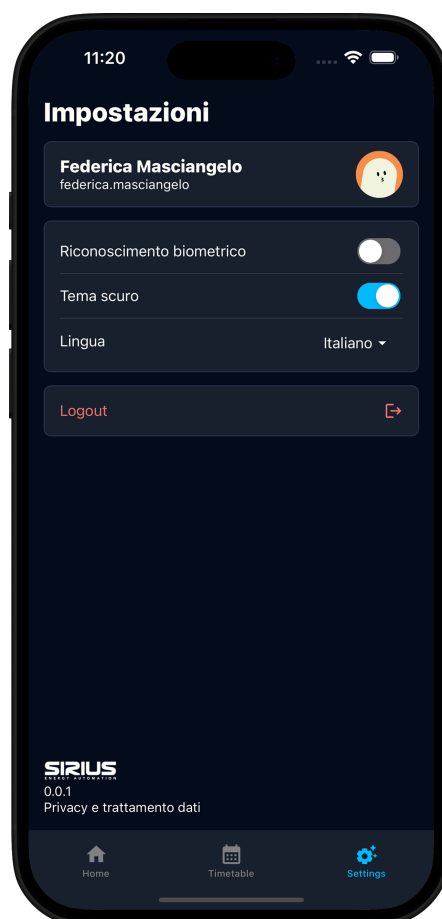 11:20
Impostazioni
Federica Masciangelo
federica.masciangelo
Riconoscimento biometrico
Tema scuro
Lingua
Italiano
Logout
SIRIUS
ENERGY AUTOMATION
0.0.1
Privacy e trattamento dati
Home
Timetable
Settings